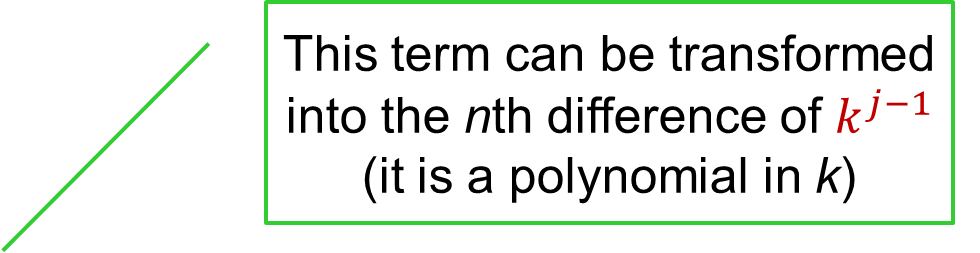 This term can be transformed
into the nth difference of k^{j−1}
(it is a polynomial in k)